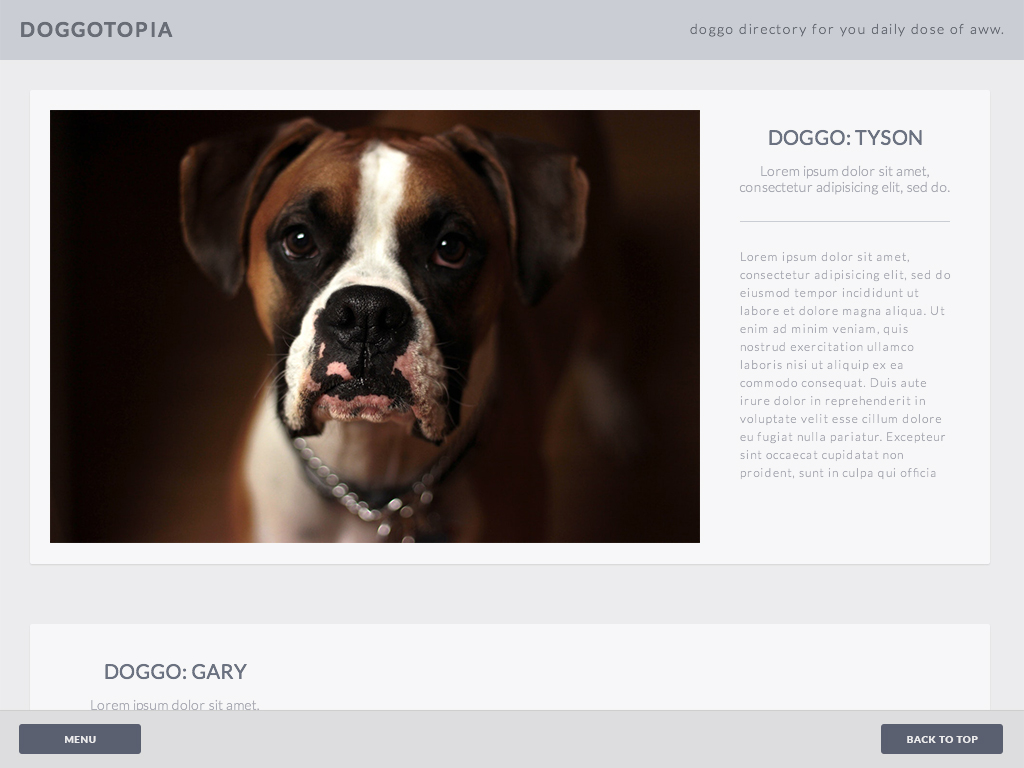 DOGGOTOPIA
doggo directory for you daily dose of aww.
DOGGO: TYSON
Lorem ipsum dolor sit amet,
consectetur adipisicing elit, sed do.
Lorem ipsum dolor sit amet,
consectetur adipisicing elit, sed do
eiusmod tempor incididunt ut
labore et dolore magna aliqua. Ut
enim ad minim veniam, quis
nostrud exercitation ullamco
laboris nisi ut aliquip ex ea
commodo consequat. Duis aute
irure dolor in reprehenderit in
voluptate velit esse cillum dolore
eu fugiat nulla pariatur. Excepteur
sint occaecat cupidatat non
proident, sunt in culpa qui officia
DOGGO: GARY
Lorem ipsum dolor sit amet,
MENU
BACK TO TOP